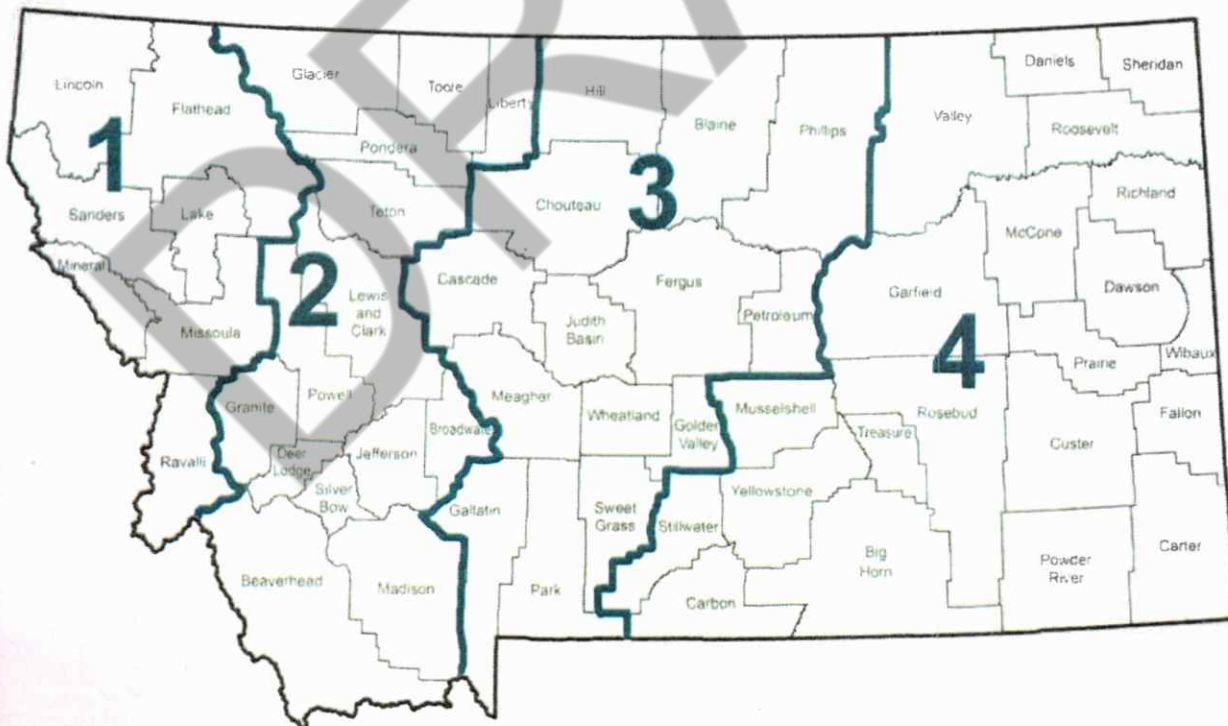 DRA
Lincoln
Flathead
1
Sanders
Lake
Mineral
Missoula
Ravalli
Glacier
Toole
Liberty
Pondera
Teton
2
Lewis
and
Clark
Powell
Granite
Deer
Lodge
Silver
Bow
Jefferson
Broadwater
Beaverhead
Madison
Hill
Blaine
Phillips
Chouteau
3
Cascade
Fergus
Judith
Basin
Petroleum
Meagher
Wheatland
Golden
Valley
Gallatin
Park
Sweet
Grass
Valley
Daniels
Sheridan
Roosevelt
Richland
McCone
Garfield
Dawson
4
Prairie
Wibaux
Musselshell
Treasure
Rosebud
Custer
Fallon
Yellowstone
Stillwater
Carbon
Big
Horn
Powder
River
Carter